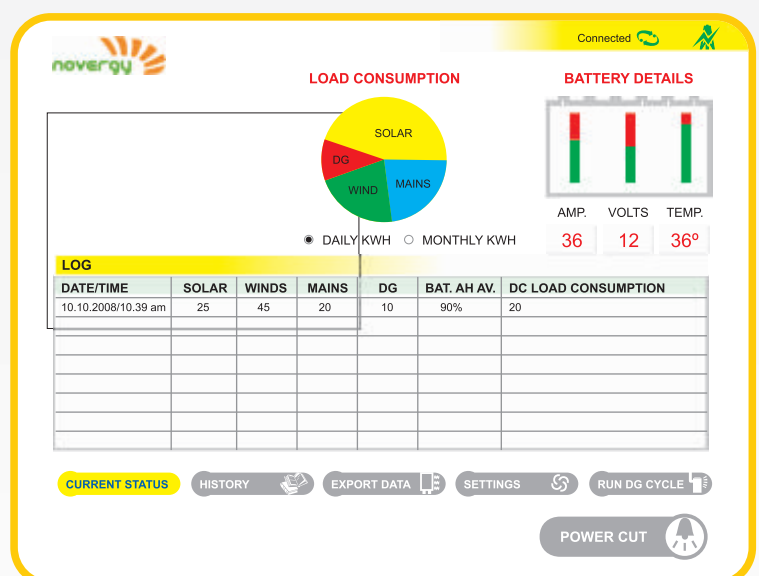 Connected
novergy
LOAD CONSUMPTION
BATTERY DETAILS
SOLAR
DG
WIND
MAINS
AMP. VOLTS TEMP.
36 12 36º
DAILY KWH MONTHLY KWH
LOG
DATE/TIME SOLAR WINDS MAINS DG BAT. AH AV. DC LOAD CONSUMPTION
10.10.2008/10.39 am 25 45 20 10 90% 20
CURRENT STATUS HISTORY EXPORT DATA SETTINGS RUN DG CYCLE
POWER CUT